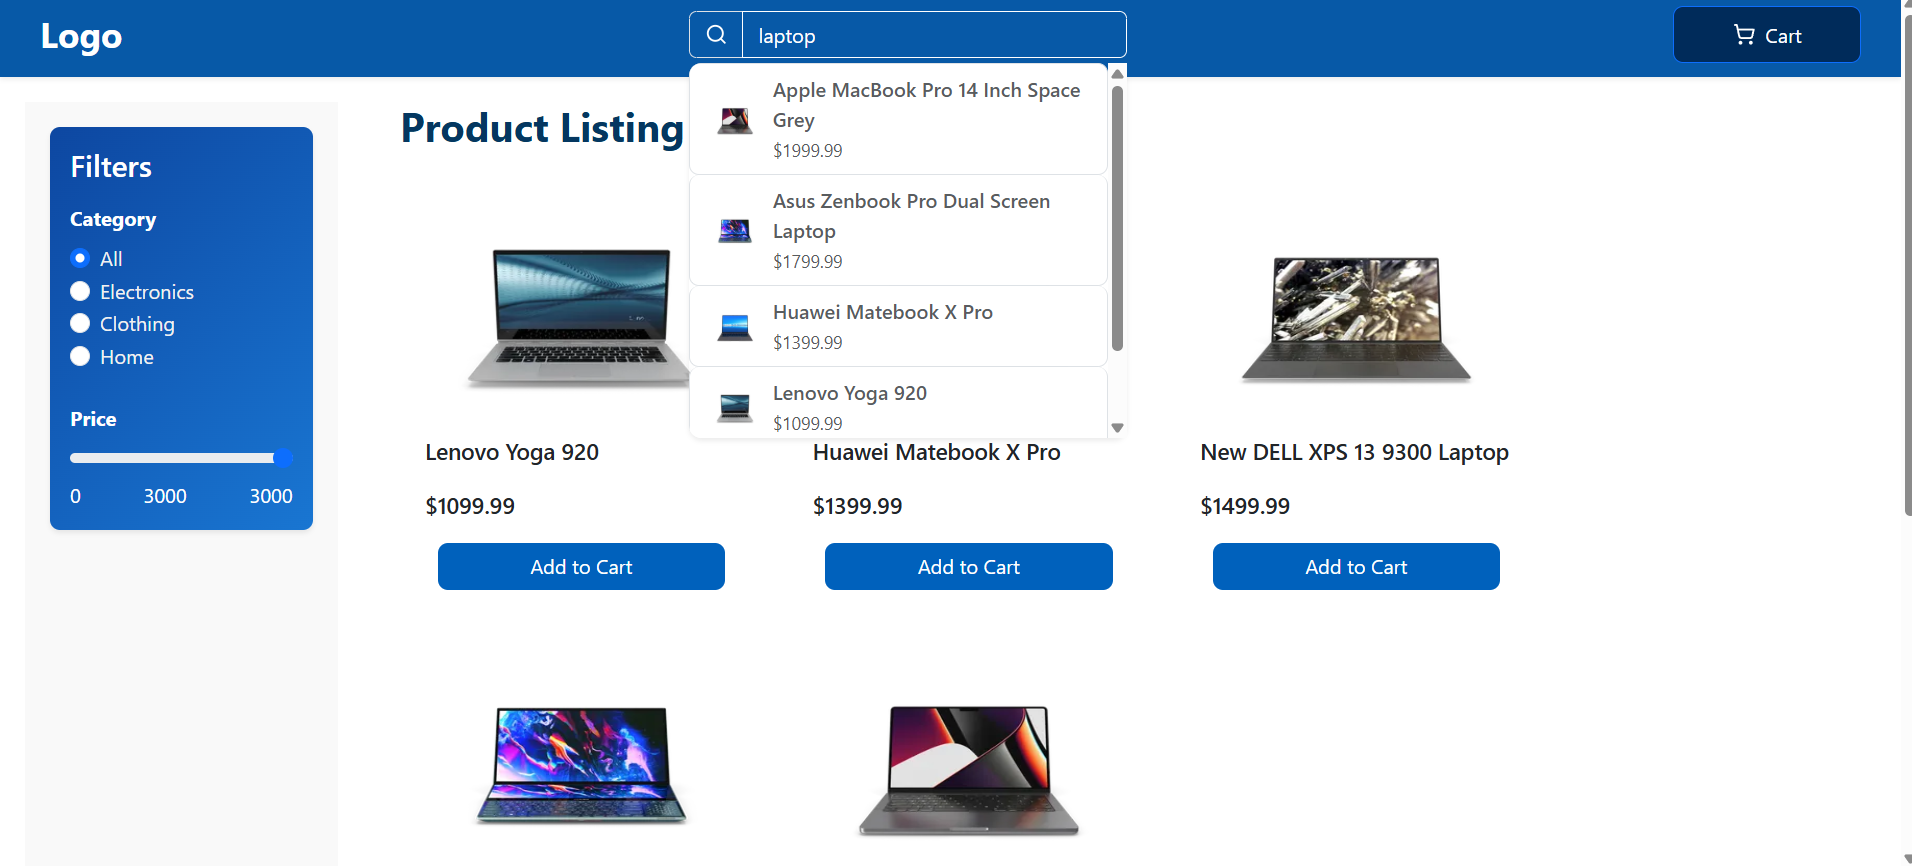 Logo
laptop
Cart
Apple MacBook Pro 14 Inch Space
Grey
$1999.99
Asus Zenbook Pro Dual Screen
Laptop
$1799.99
Huawei Matebook X Pro
$1399.99
Lenovo Yoga 920
$1099.99
Filters
Category
All
Electronics
Clothing
Home
Price
0 3000 3000
Product Listing
Lenovo Yoga 920
$1099.99
Add to Cart
Huawei Matebook X Pro
$1399.99
Add to Cart
New DELL XPS 13 9300 Laptop
$1499.99
Add to Cart